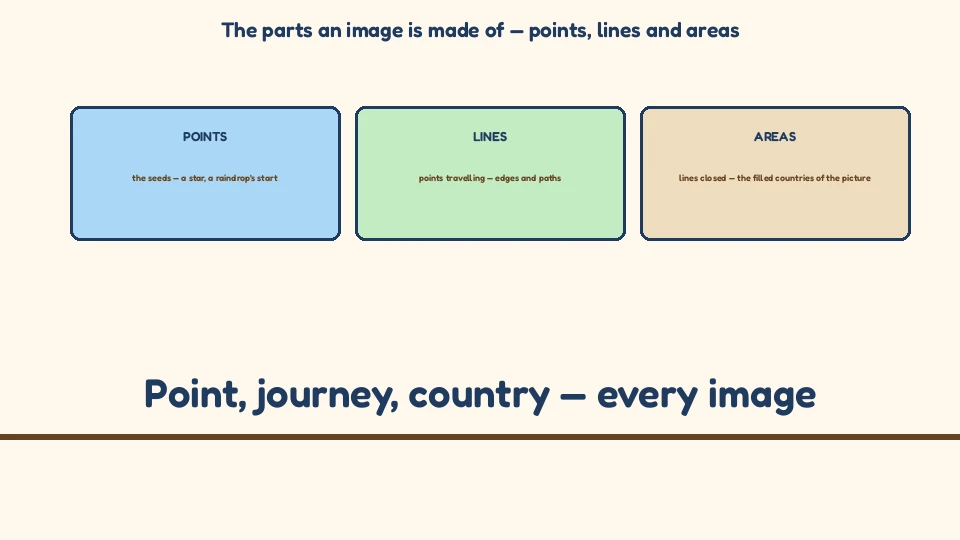 The parts an image is made of — points, lines and areas
POINTS
the seeds — a star, a raindrop's start
LINES
points travelling — edges and paths
AREAS
lines closed — the filled countries of the picture
Point, journey, country — every image